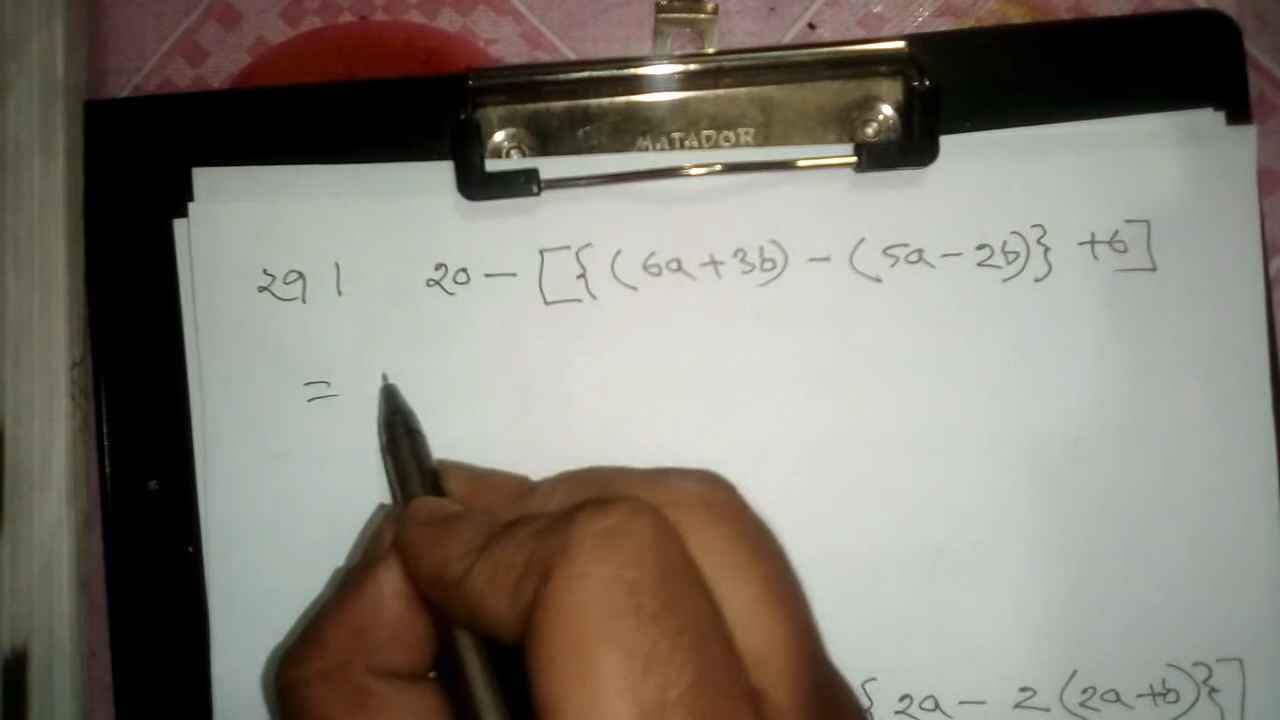 MATADOR
29। 20 - [{(6a+3b) - (5a-2b)} +6]
=
{2a - 2(2a+b)}]